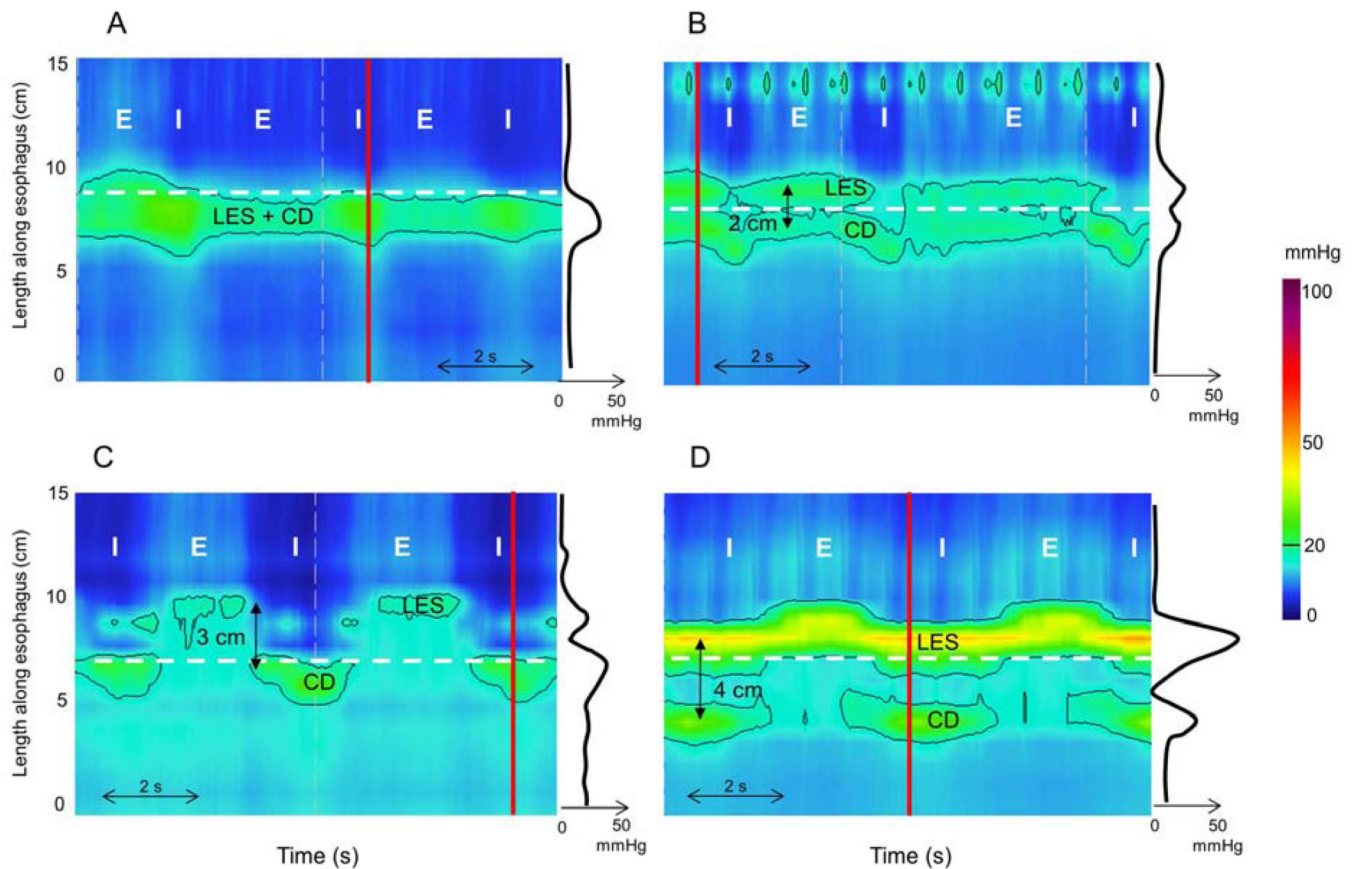 A
B
15
10
5
0
Length along esophagus (cm)
E I E I E I
LES + CD
2 s
0 50
mmHg
I E I E I
LES
2 cm
CD
2 s
0 50
mmHg
mmHg
100
50
20
0
C
D
15
10
5
0
Length along esophagus (cm)
I E I E I
LES
3 cm
CD
2 s
0 50
mmHg
Time (s)
I E I E I
LES
4 cm
CD
2 s
0 50
mmHg
Time (s)